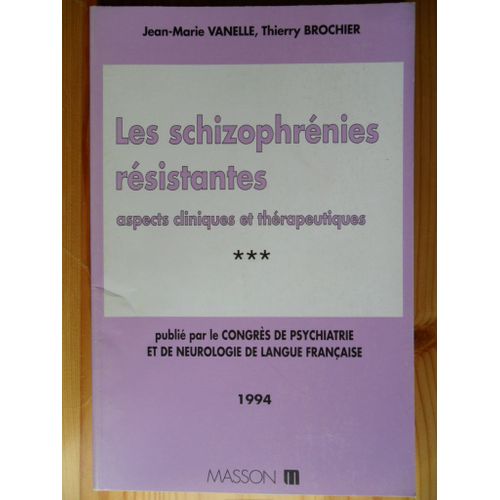 Jean-Marie VANELLE, Thierry BROCHIER
Les schizophrénies
résistantes
aspects cliniques et thérapeutiques
***
publié par le CONGRÈS DE PSYCHIATRIE
ET DE NEUROLOGIE DE LANGUE FRANÇAISE
1994
MASSON m